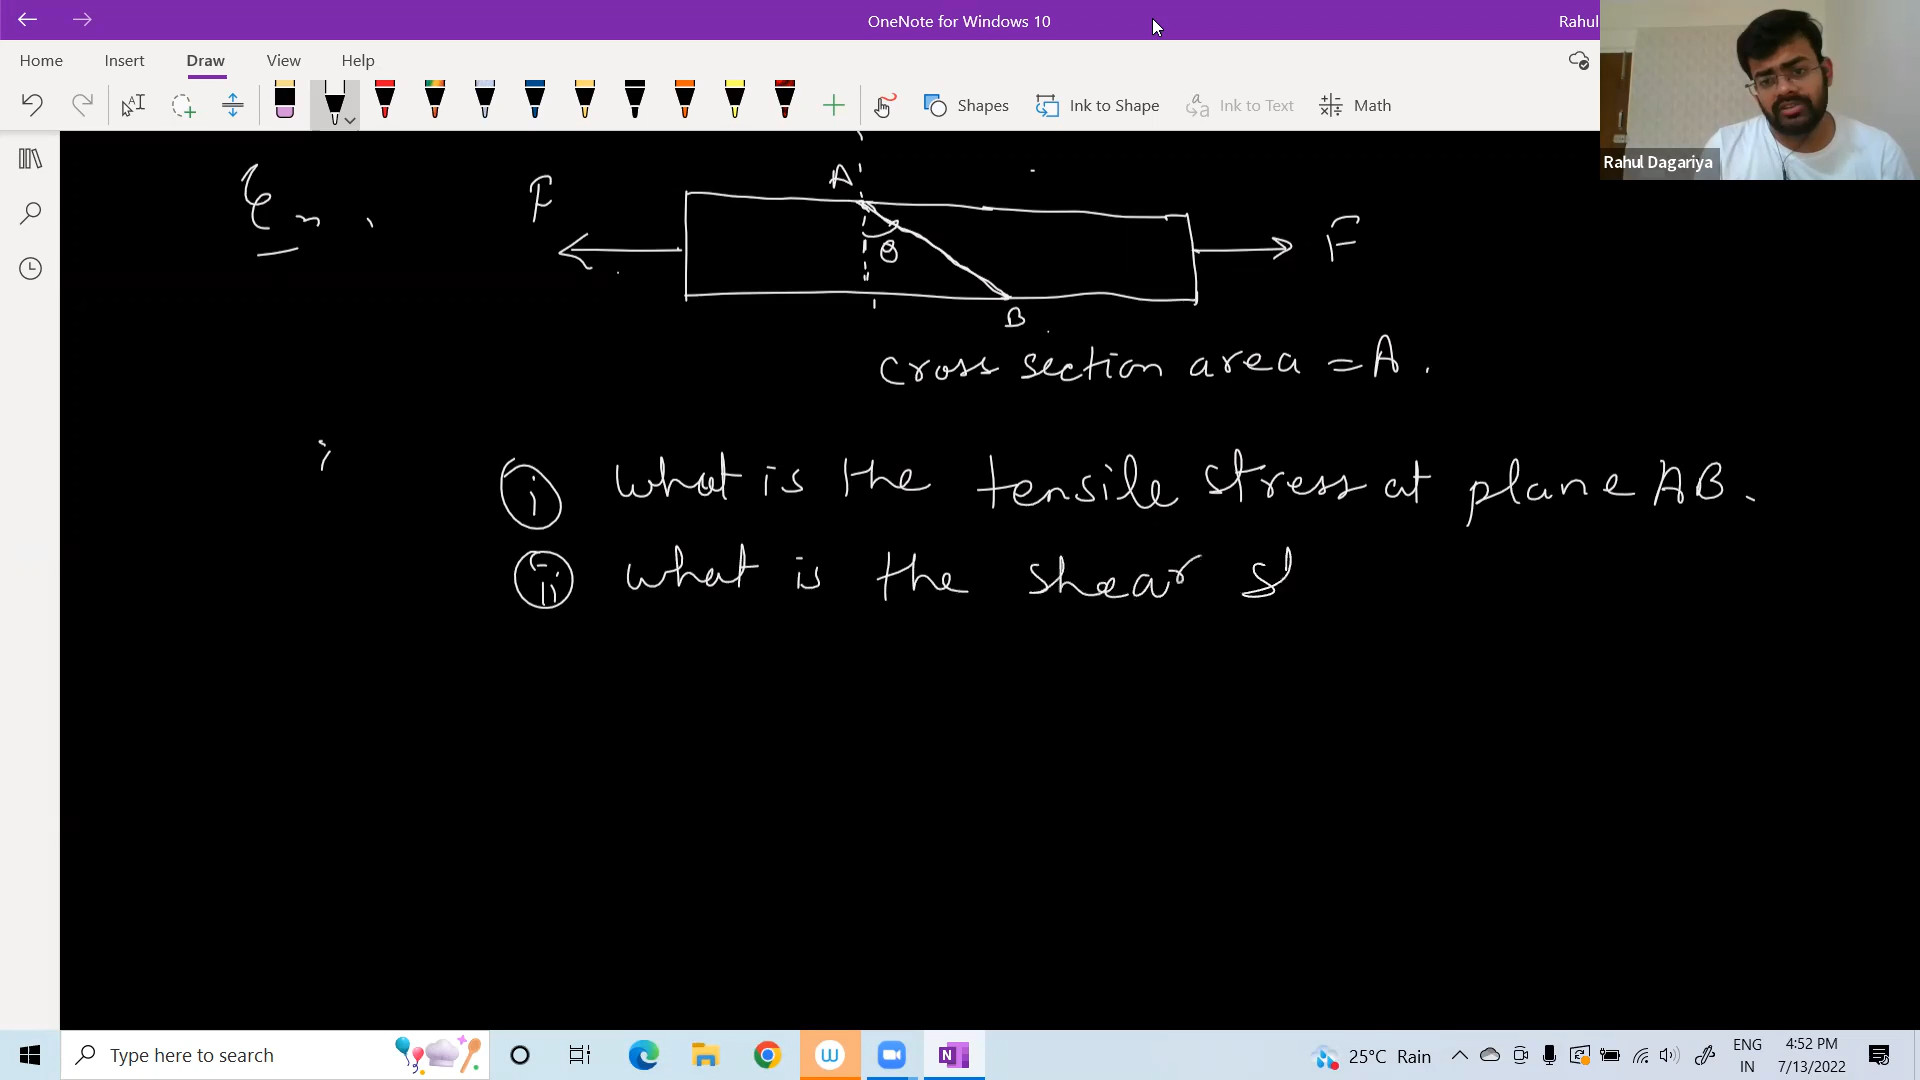 OneNote for Windows 10
Rahul
Home Insert Draw View Help
Shapes Ink to Shape Ink to Text Math
Rahul Dagariya
A
F
θ
F
B
cross section area = A.
i what is the tensile stress at plane AB.
ii what is the shear s
Type here to search
25°C Rain
ENG
IN
4:52 PM
7/13/2022